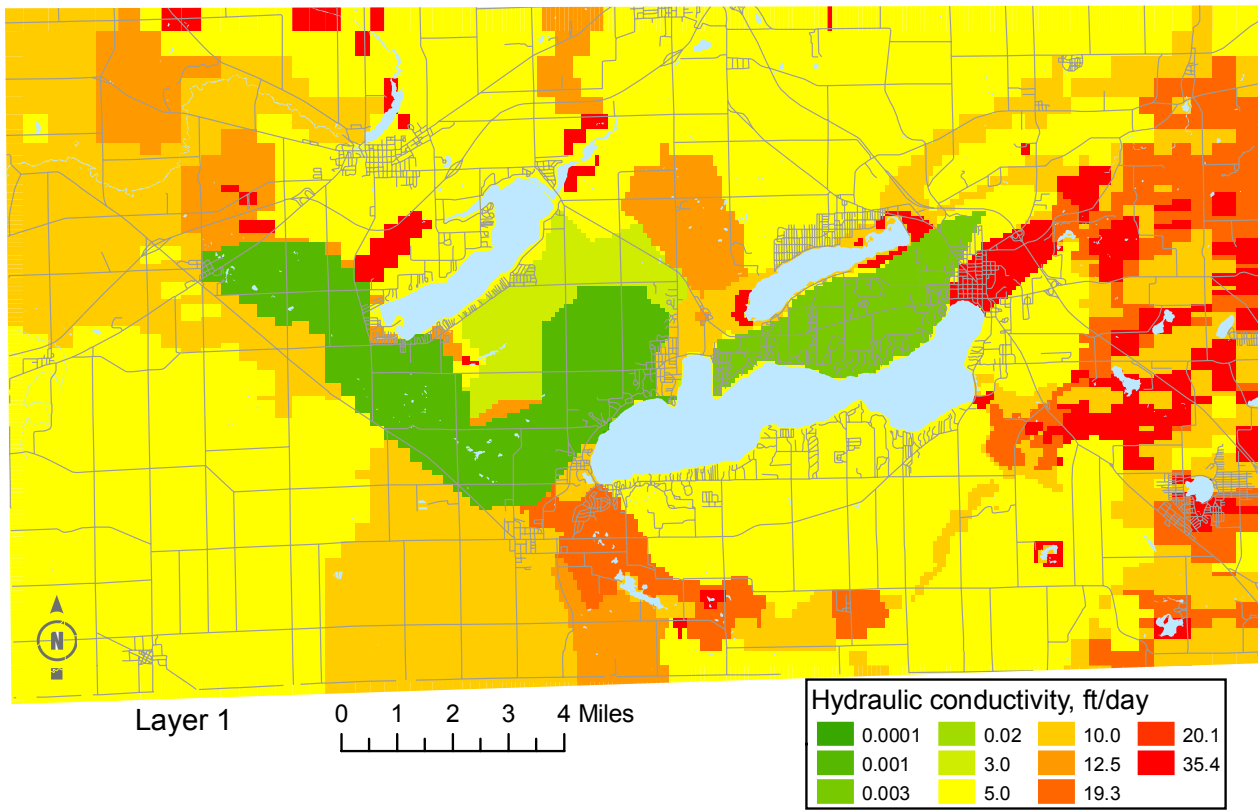 N
Layer 1
0 1 2 3 4 Miles
Hydraulic conductivity, ft/day
0.0001 0.02 10.0 20.1
0.001 3.0 12.5 35.4
0.003 5.0 19.3